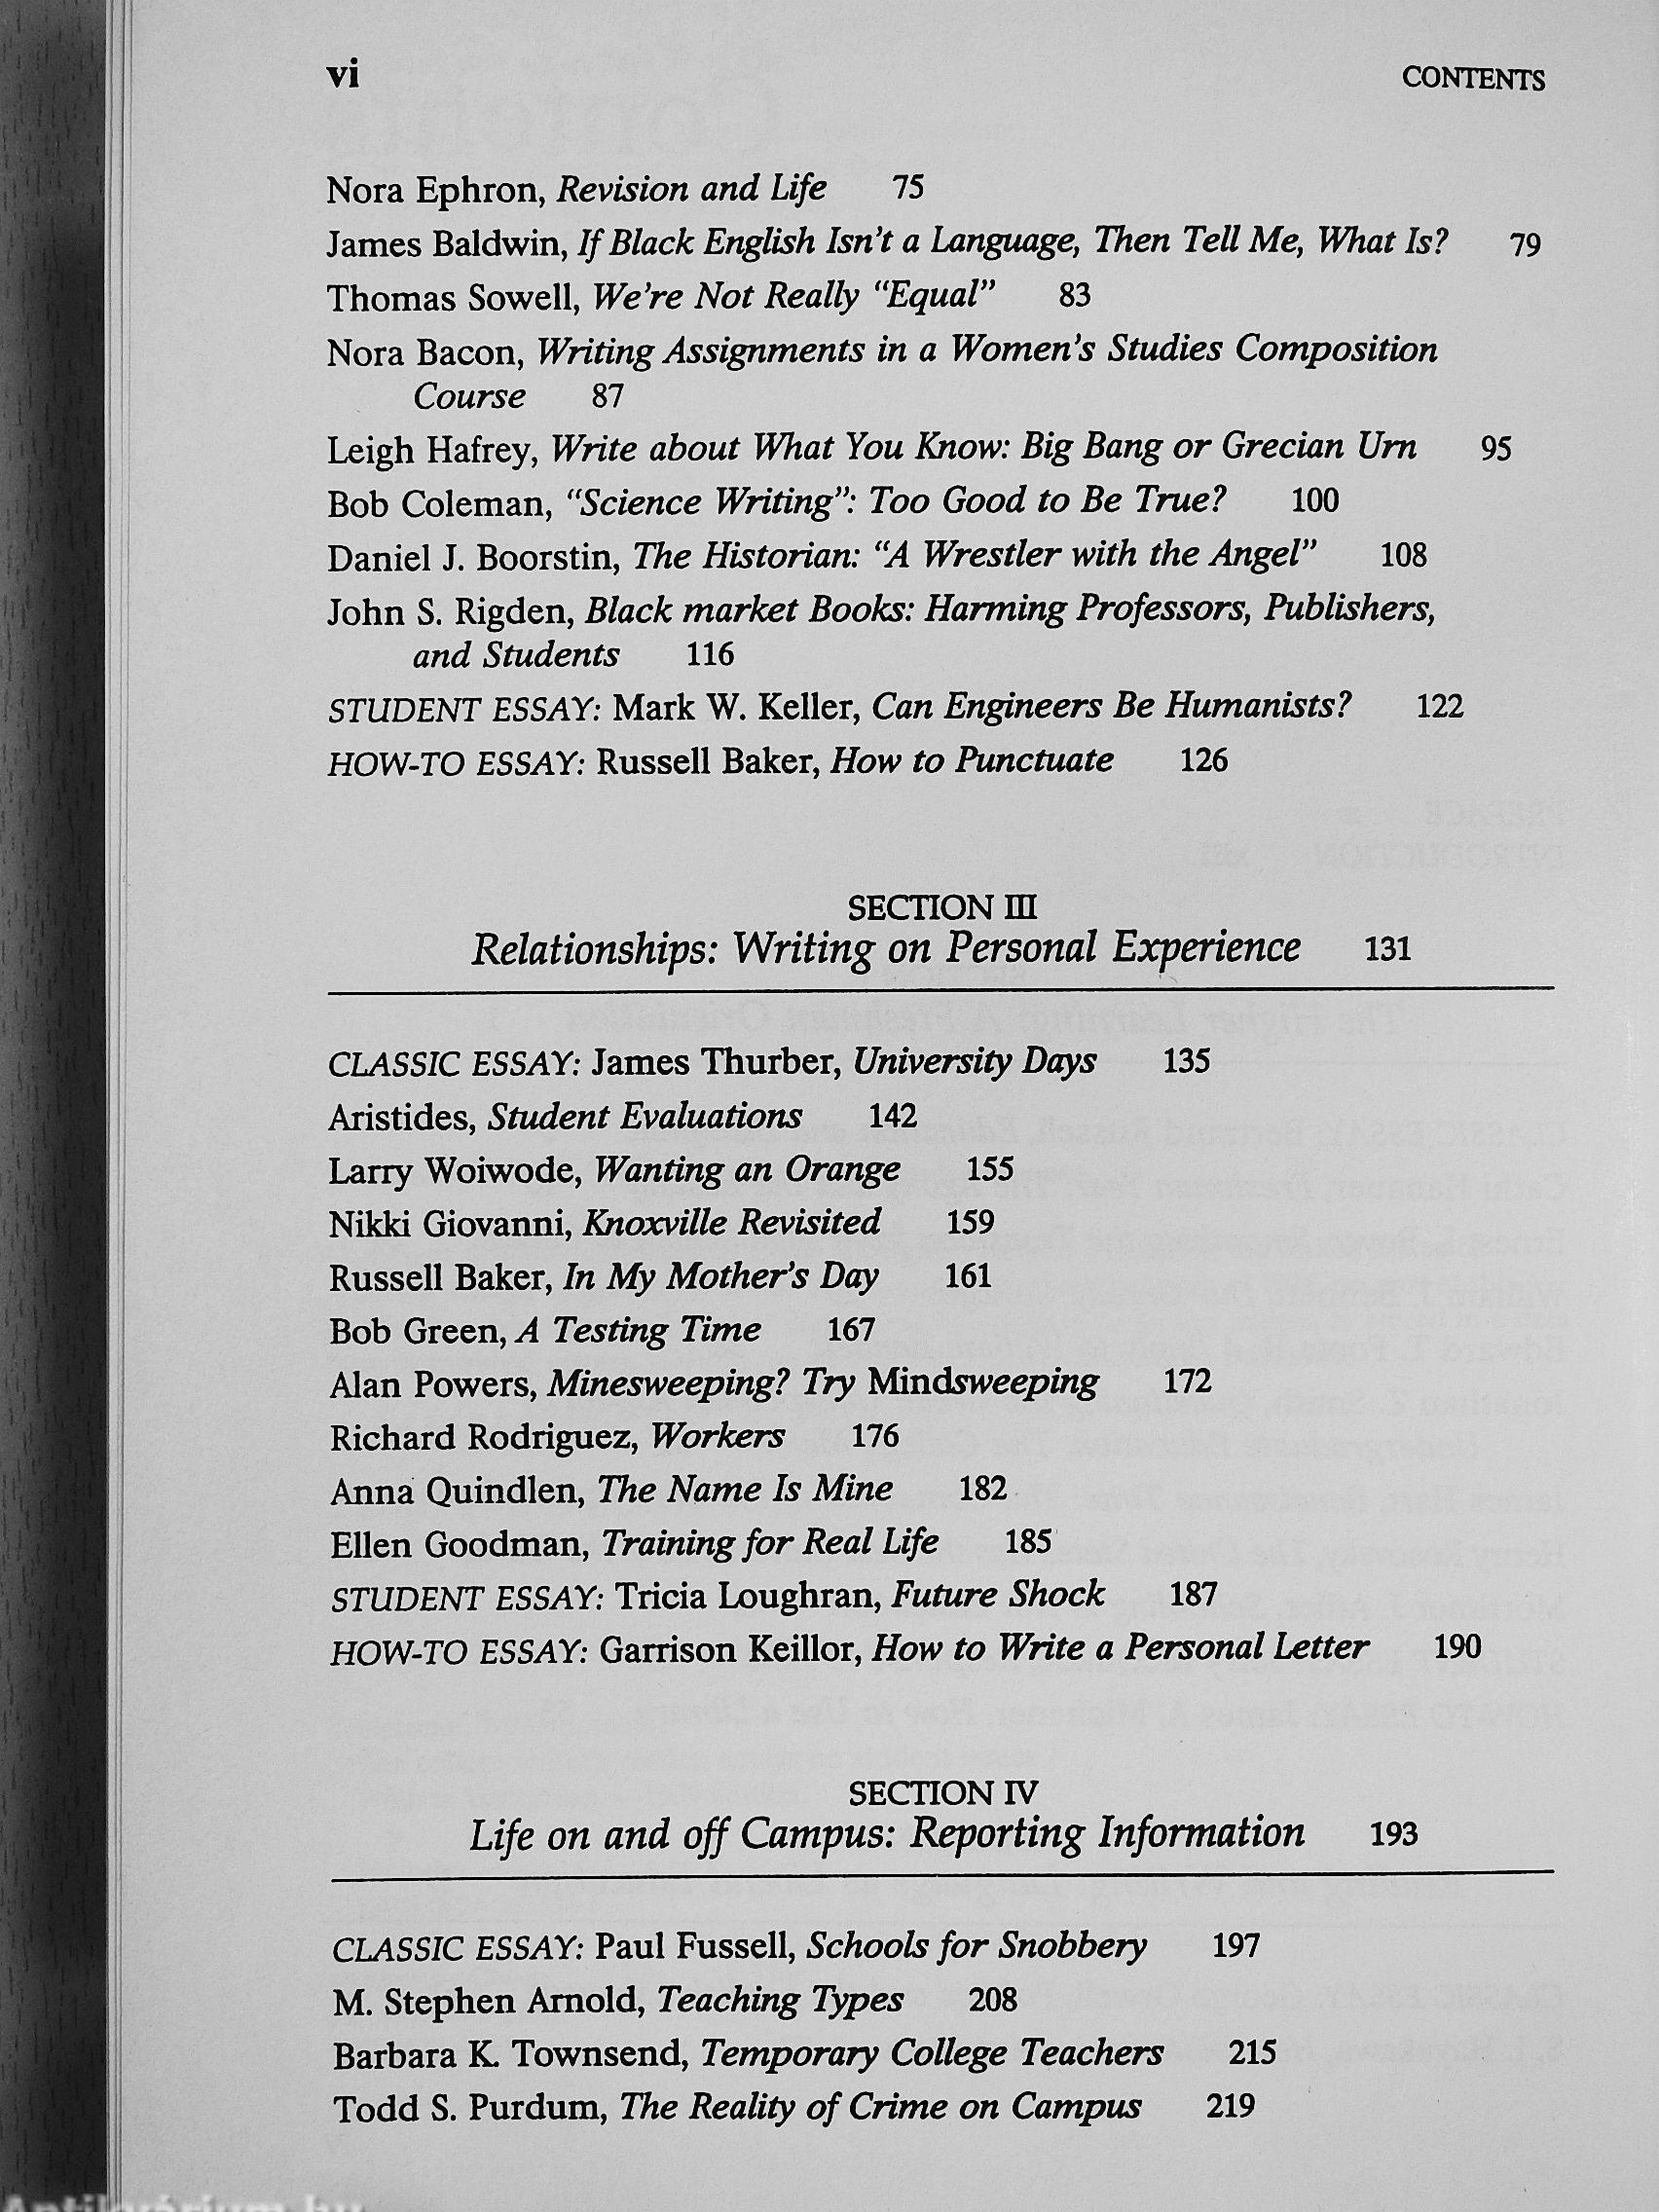 vi CONTENTS
Nora Ephron, Revision and Life 75
James Baldwin, If Black English Isn't a Language, Then Tell Me, What Is? 79
Thomas Sowell, We're Not Really “Equal” 83
Nora Bacon, Writing Assignments in a Women's Studies Composition
Course 87
Leigh Hafrey, Write about What You Know: Big Bang or Grecian Urn 95
Bob Coleman, “Science Writing”: Too Good to Be True? 100
Daniel J. Boorstin, The Historian: “A Wrestler with the Angel” 108
John S. Rigden, Black market Books: Harming Professors, Publishers,
and Students 116
STUDENT ESSAY: Mark W. Keller, Can Engineers Be Humanists? 122
HOW-TO ESSAY: Russell Baker, How to Punctuate 126
SECTION III
Relationships: Writing on Personal Experience 131
CLASSIC ESSAY: James Thurber, University Days 135
Aristides, Student Evaluations 142
Larry Woiwode, Wanting an Orange 155
Nikki Giovanni, Knoxville Revisited 159
Russell Baker, In My Mother's Day 161
Bob Green, A Testing Time 167
Alan Powers, Minesweeping? Try Mindsweeping 172
Richard Rodriguez, Workers 176
Anna Quindlen, The Name Is Mine 182
Ellen Goodman, Training for Real Life 185
STUDENT ESSAY: Tricia Loughran, Future Shock 187
HOW-TO ESSAY: Garrison Keillor, How to Write a Personal Letter 190
SECTION IV
Life on and off Campus: Reporting Information 193
CLASSIC ESSAY: Paul Fussell, Schools for Snobbery 197
M. Stephen Arnold, Teaching Types 208
Barbara K. Townsend, Temporary College Teachers 215
Todd S. Purdum, The Reality of Crime on Campus 219